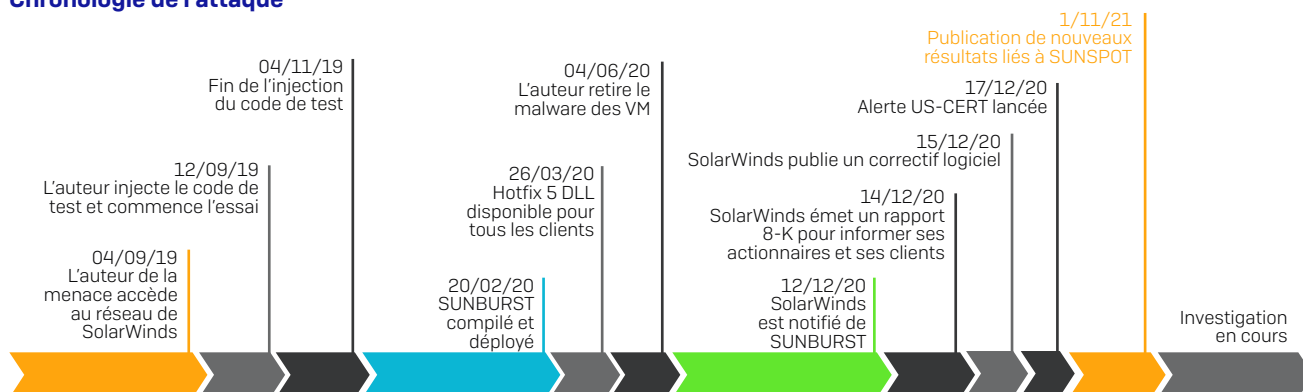 Chronologie de l'attaque
04/09/19
L'auteur de la
menace accède
au réseau de
SolarWinds
12/09/19
L'auteur injecte le code de
test et commence l'essai
04/11/19
Fin de l'injection
du code de test
20/02/20
SUNBURST
compilé et
déployé
26/03/20
Hotfix 5 DLL
disponible pour
tous les clients
04/06/20
L'auteur retire le
malware des VM
12/12/20
SolarWinds
est notifié de
SUNBURST
14/12/20
SolarWinds émet un rapport
8-K pour informer ses
actionnaires et ses clients
15/12/20
SolarWinds publie un correctif logiciel
17/12/20
Alerte US-CERT lancée
1/11/21
Publication de nouveaux
résultats liés à SUNSPOT
Investigation
en cours